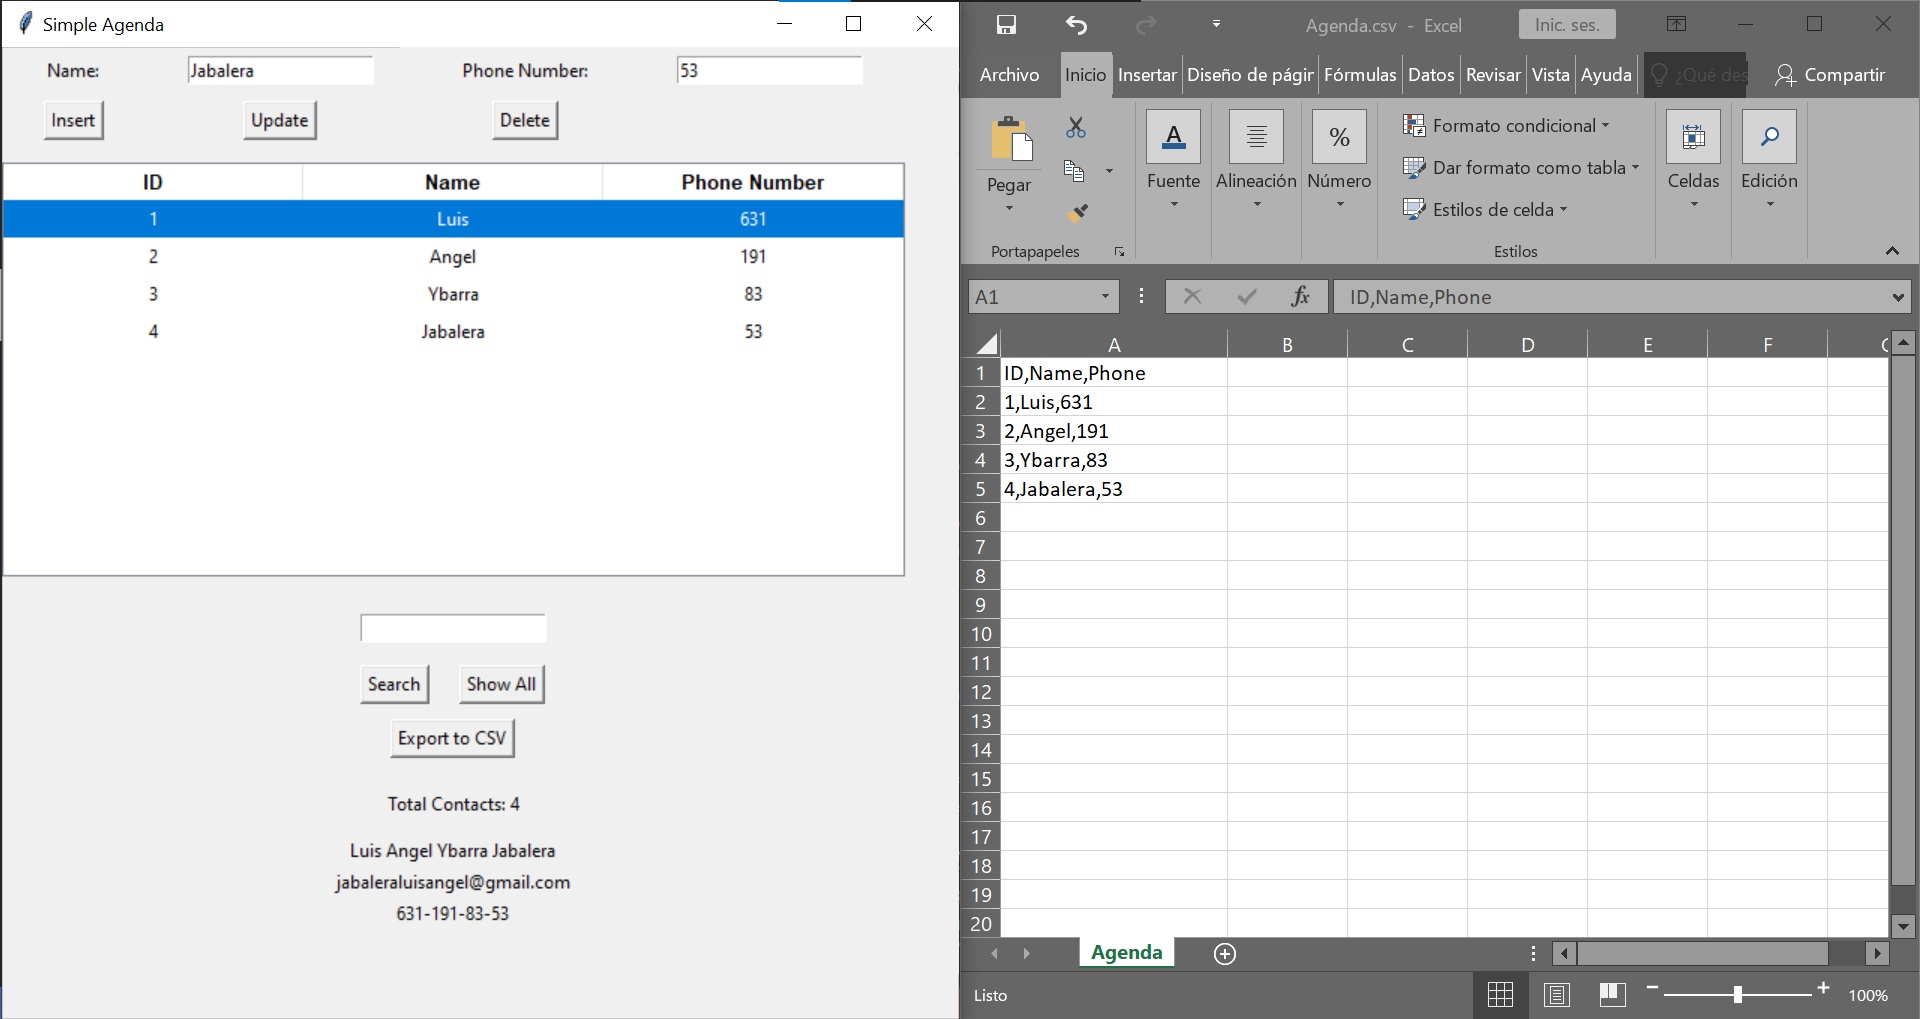 Simple Agenda
Name: Jabalera Phone Number: 53
Insert Update Delete
ID Name Phone Number
1 Luis 631
2 Angel 191
3 Ybarra 83
4 Jabalera 53
Search Show All
Export to CSV
Total Contacts: 4
Luis Angel Ybarra Jabalera
jabaleraluisangel@gmail.com
631-191-83-53
Agenda.csv - Excel Inic. ses.
Archivo Inicio Insertar Diseño de págir Fórmulas Datos Revisar Vista Ayuda ¿Qué des Compartir
Formato condicional
Dar formato como tabla
Estilos de celda
Pegar Fuente Alineación Número Celdas Edición
Portapapeles Estilos
A1 fx ID,Name,Phone
A B C D E F
1 ID,Name,Phone
2 1,Luis,631
3 2,Angel,191
4 3,Ybarra,83
5 4,Jabalera,53
6
7
8
9
10
11
12
13
14
15
16
17
18
19
20
Agenda
Listo 100%